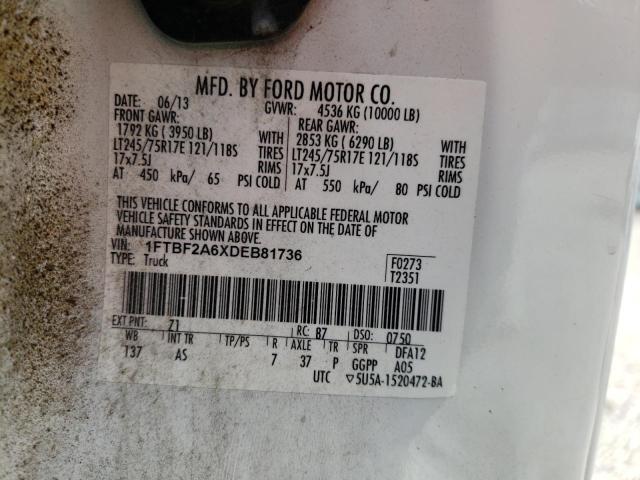 MFD. BY FORD MOTOR CO.
DATE: 06/13 GVWR: 4536 KG (10000 LB)
FRONT GAWR: REAR GAWR:
1792 KG (3950 LB) WITH 2853 KG (6290 LB) WITH
LT245/75R17E 121/118S TIRES LT245/75R17E 121/118S TIRES
17x7.5J RIMS 17x7.5J RIMS
AT 450 kPa/ 65 PSI COLD AT 550 kPa/ 80 PSI COLD
THIS VEHICLE CONFORMS TO ALL APPLICABLE FEDERAL MOTOR
VEHICLE SAFETY STANDARDS IN EFFECT ON THE DATE OF
MANUFACTURE SHOWN ABOVE.
VIN: 1FTBF2A6XDEB81736 F0273
TYPE: Truck T2351
EXT PNT: Z1 RC: B7 DSO: 0750
WB INT TR TP/PS R AXLE TR SPR DFA12
137 AS 7 37 P GGPP A05
UTC ▽5U5A-1520472-BA